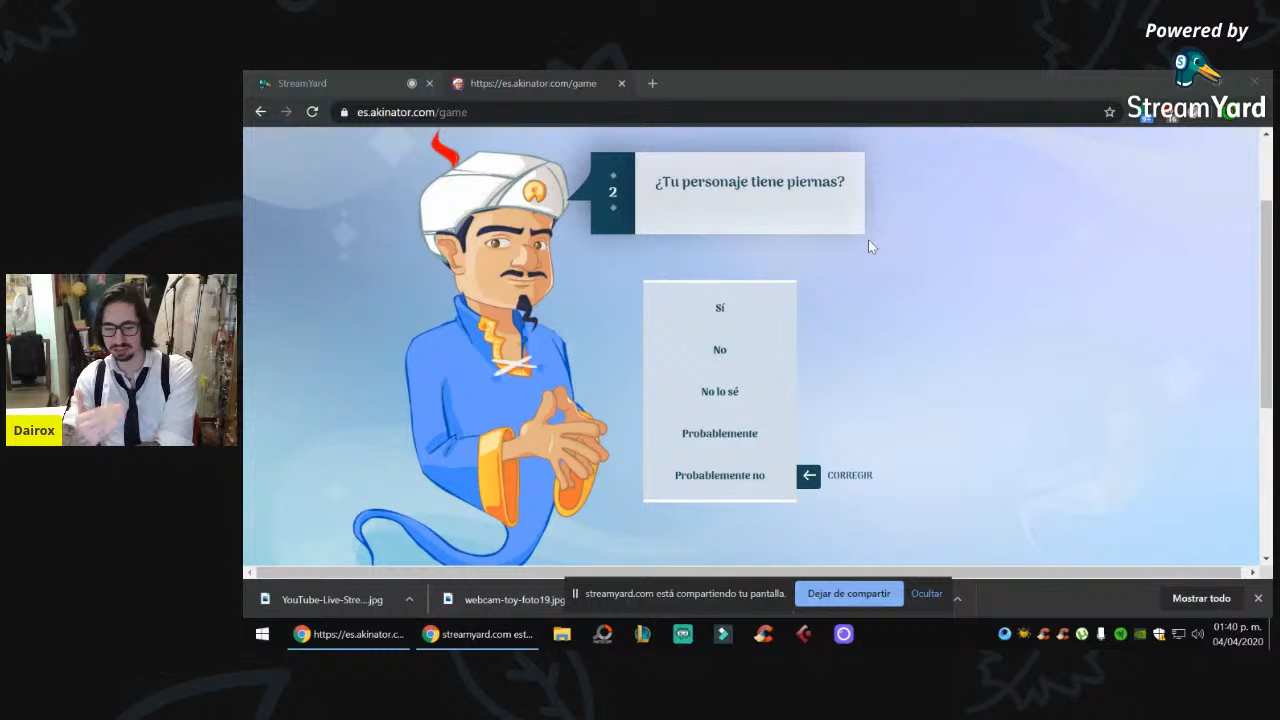 Powered by
StreamYard
StreamYard
https://es.akinator.com/game
es.akinator.com/game
2
¿Tu personaje tiene piernas?
Sí
No
No lo sé
Probablemente
Probablemente no
CORREGIR
Dairox
YouTube-Live-Stre....jpg
webcam-toy-foto19.jpg
streamyard.com está compartiendo tu pantalla.
Dejar de compartir
Ocultar
Mostrar todo
https://es.akinator.c...
streamyard.com est...
01:40 p. m.
04/04/2020